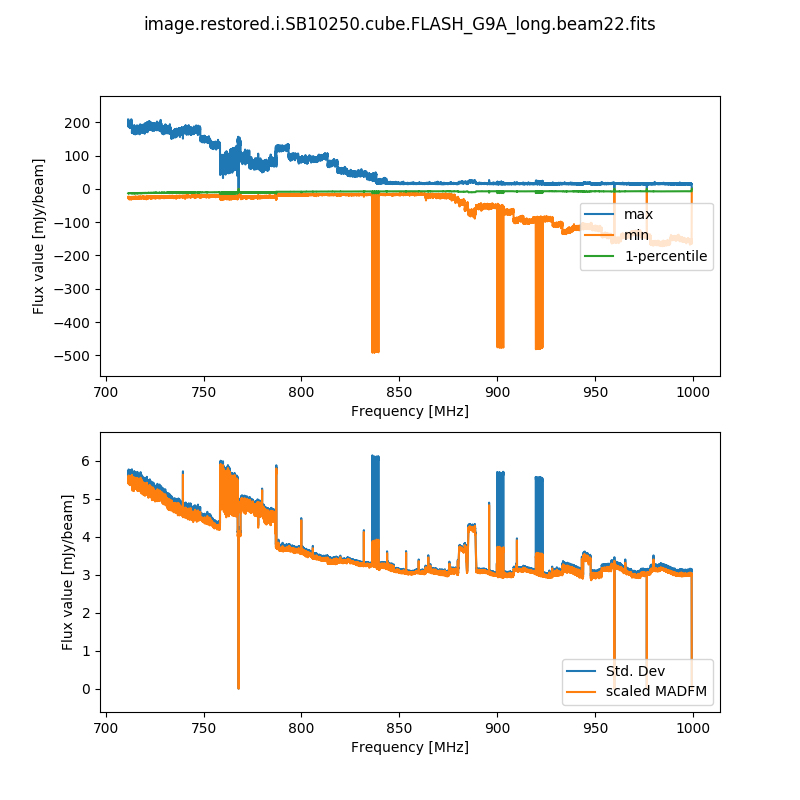 image.restored.i.SB10250.cube.FLASH_G9A_long.beam22.fits
200
100
0
−100
−200
−300
−400
−500
Flux value [mJy/beam]
max
min
1-percentile
700
750
800
850
900
950
1000
Frequency [MHz]
6
5
4
3
2
1
0
Flux value [mJy/beam]
Std. Dev
scaled MADFM
700
750
800
850
900
950
1000
Frequency [MHz]